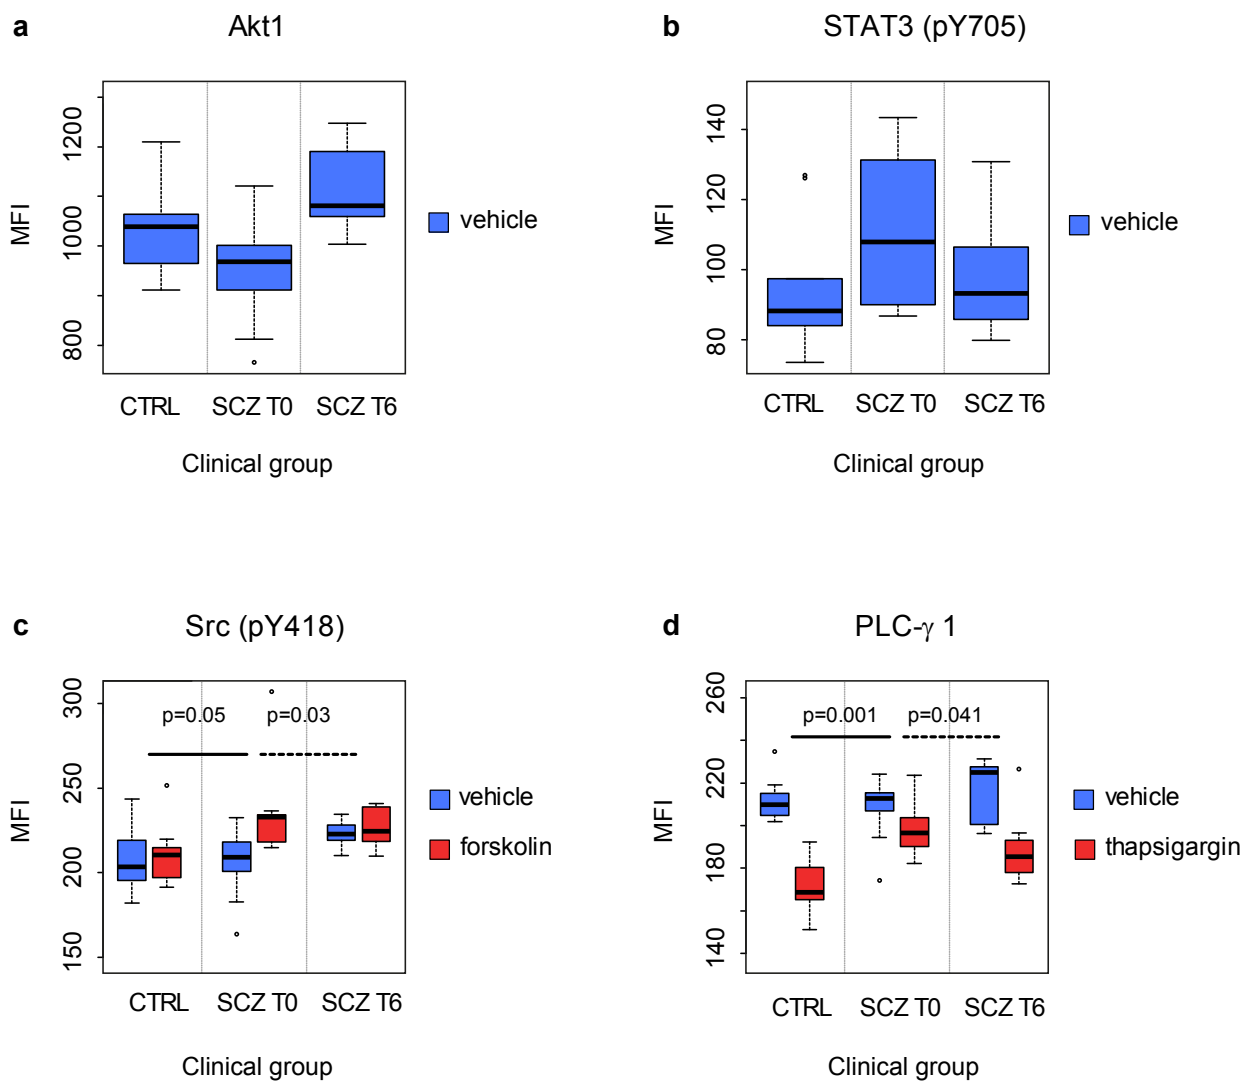 a
Akt1
MFI
800
1000
1200
CTRL
SCZ T0
SCZ T6
Clinical group
vehicle
b
STAT3 (pY705)
MFI
80
100
120
140
CTRL
SCZ T0
SCZ T6
Clinical group
vehicle
c
Src (pY418)
MFI
150
200
250
300
p=0.05
p=0.03
CTRL
SCZ T0
SCZ T6
Clinical group
vehicle
forskolin
d
PLC-γ 1
MFI
140
180
220
260
p=0.001
p=0.041
CTRL
SCZ T0
SCZ T6
Clinical group
vehicle
thapsigargin